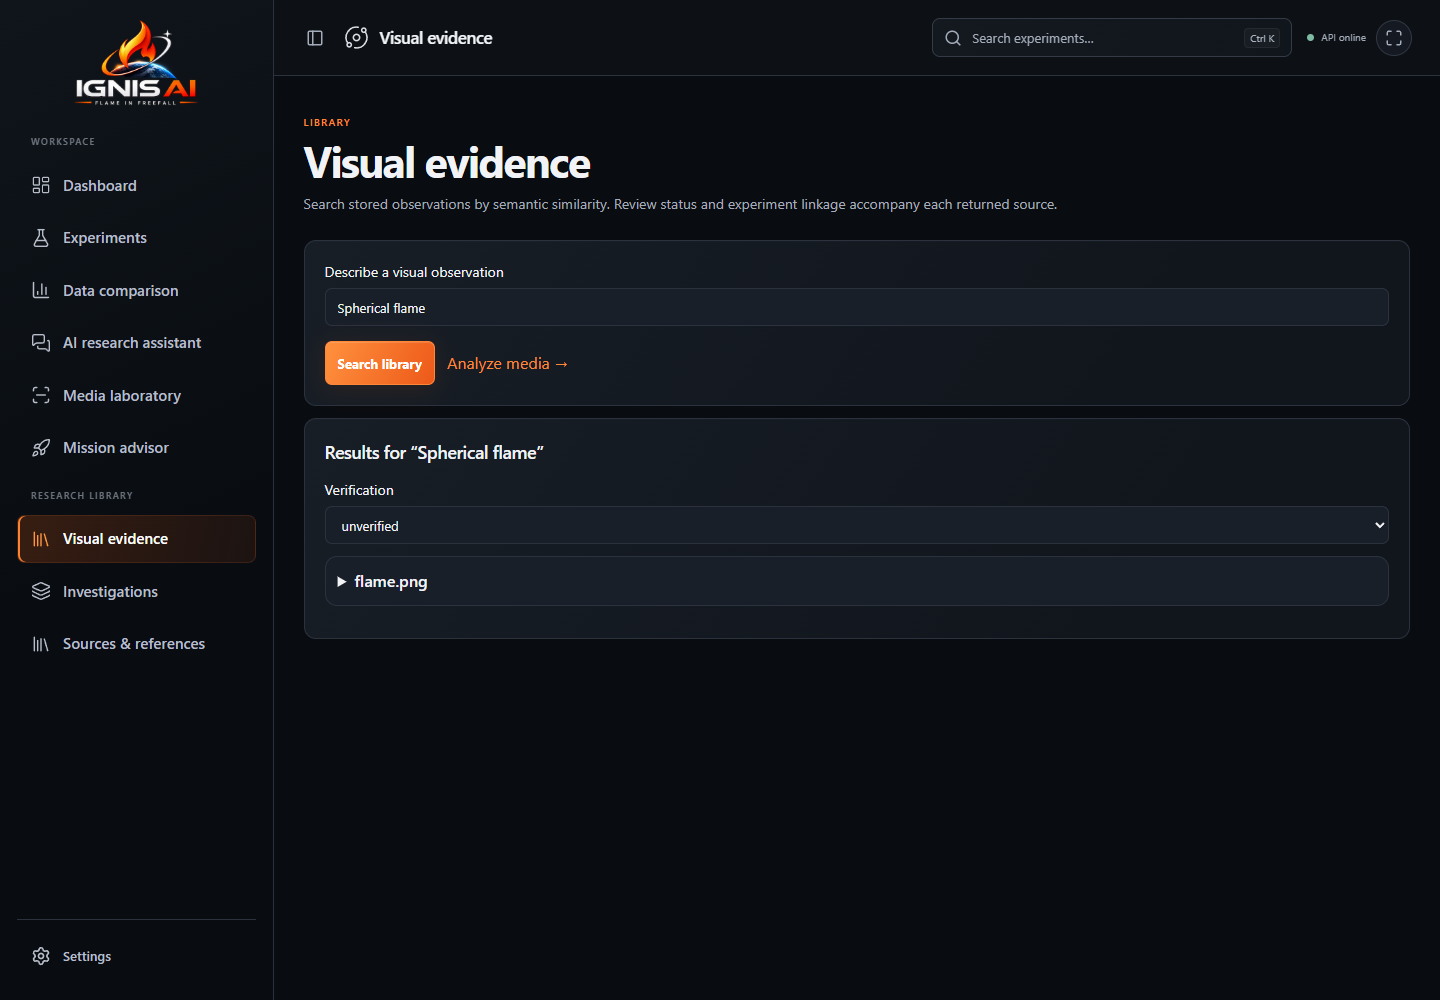 IGNIS AI
FLAME IN FREEFALL
WORKSPACE
Dashboard
Experiments
Data comparison
AI research assistant
Media laboratory
Mission advisor
RESEARCH LIBRARY
Visual evidence
Investigations
Sources & references
Settings
Visual evidence
Search experiments...
Ctrl K
API online
LIBRARY
Visual evidence
Search stored observations by semantic similarity. Review status and experiment linkage accompany each returned source.
Describe a visual observation
Spherical flame
Search library
Analyze media →
Results for “Spherical flame”
Verification
unverified
flame.png